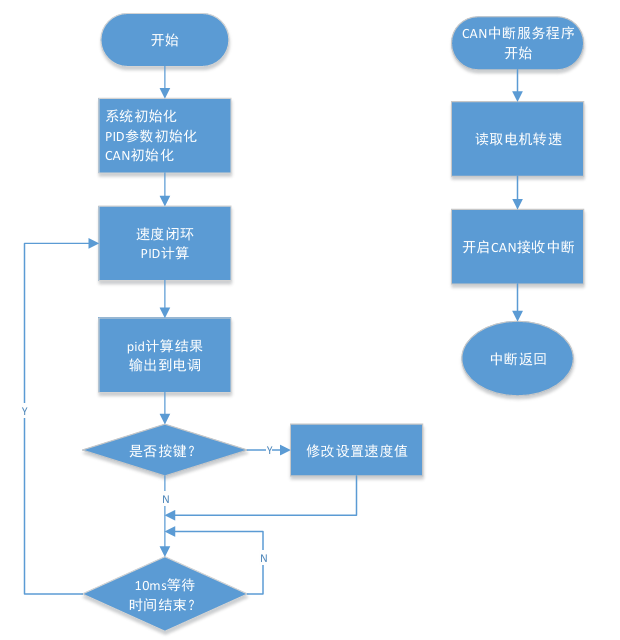 开始
系统初始化
PID参数初始化
CAN初始化
速度闭环
PID计算
pid计算结果
输出到电调
是否按键？
Y
修改设置速度值
N
Y
N
10ms等待
时间结束？
CAN中断服务程序
开始
读取电机转速
开启CAN接收中断
中断返回